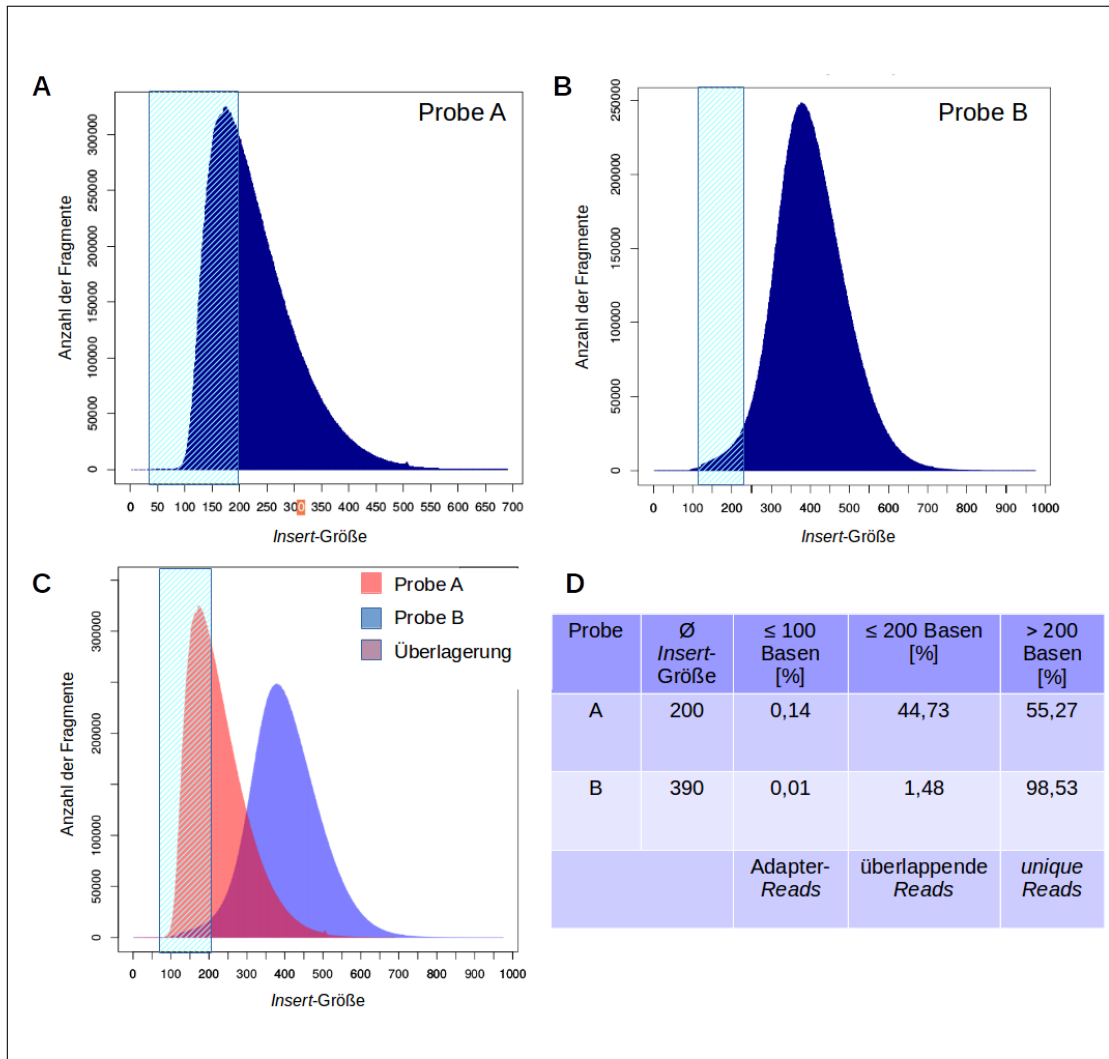 A
Probe A
Anzahl der Fragmente
0
50000
100000
150000
200000
250000
300000
0 50 100 150 200 250 300 350 400 450 500 550 600 650 700
0
Insert-Größe
B
Probe B
Anzahl der Fragmente
0
50000
100000
150000
200000
250000
0 100 200 300 400 500 600 700 800 900 1000
Insert-Größe
C
Probe A
Probe B
Überlagerung
Anzahl der Fragmente
0
50000
100000
150000
200000
300000
0 100 200 300 400 500 600 700 800 900 1000
Insert-Größe
D
Probe
Ø
Insert-
Größe
≤ 100
Basen
[%]
≤ 200 Basen
[%]
> 200
Basen
[%]
A 200 0,14 44,73 55,27
B 390 0,01 1,48 98,53
Adapter-
Reads
überlappende
Reads
unique
Reads